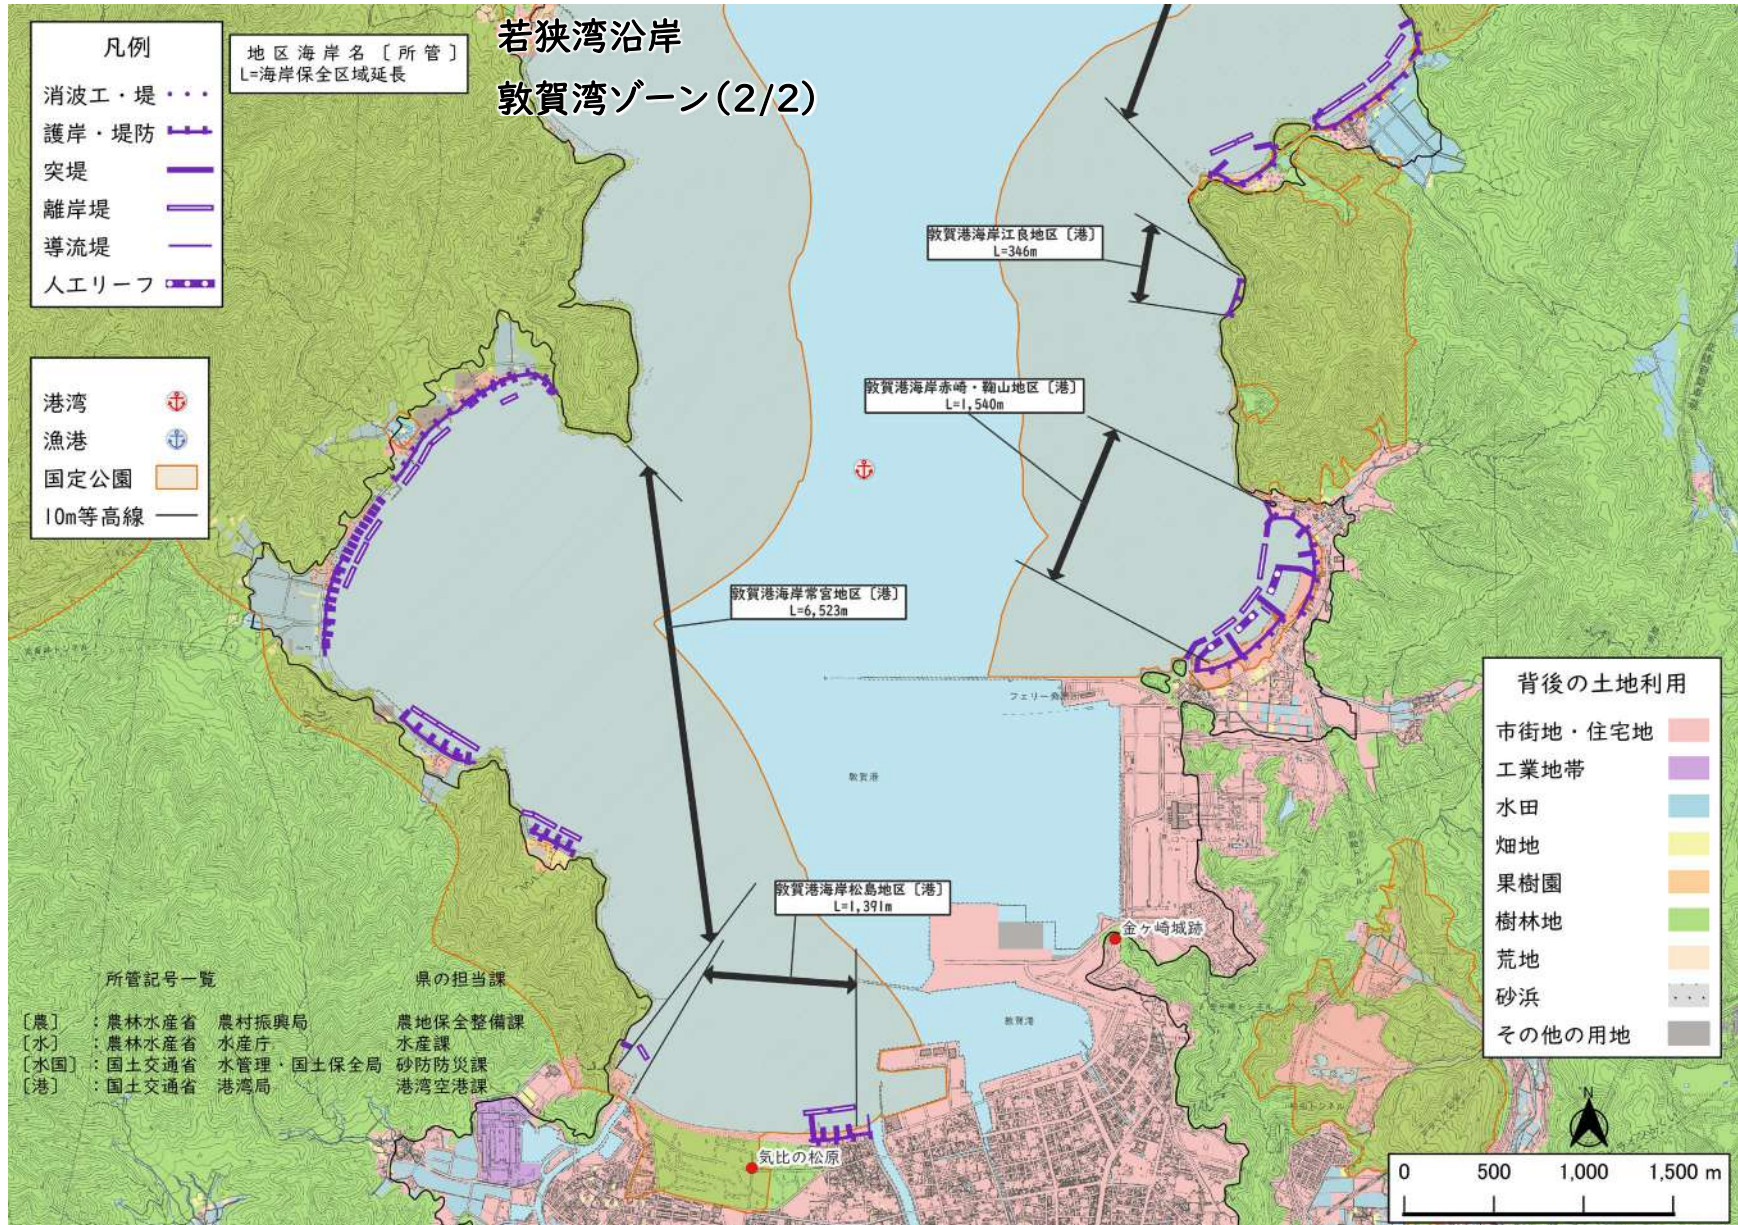 若狭湾沿岸
敦賀湾ゾーン(2/2)
凡例
消波工・堤
護岸・堤防
突堤
離岸堤
導流堤
人工リーフ
地区海岸名〔所管〕
L=海岸保全区域延長
港湾
漁港
国定公園
10m等高線
敦賀港海岸江良地区〔港〕
L=346m
敦賀港海岸赤崎・鞠山地区〔港〕
L=1,540m
敦賀港海岸常宮地区〔港〕
L=6,523m
敦賀港海岸松島地区〔港〕
L=1,391m
敦賀港
敦賀港
金ヶ崎城跡
気比の松原
背後の土地利用
市街地・住宅地
工業地帯
水田
畑地
果樹園
樹林地
荒地
砂浜
その他の用地
所管記号一覧 県の担当課
〔農〕：農林水産省 農村振興局 農地保全整備課
〔水〕：農林水産省 水産庁 水産課
〔水国〕：国土交通省 水管理・国土保全局 砂防防災課
〔港〕：国土交通省 港湾局 港湾空港課
N
0 500 1,000 1,500 m